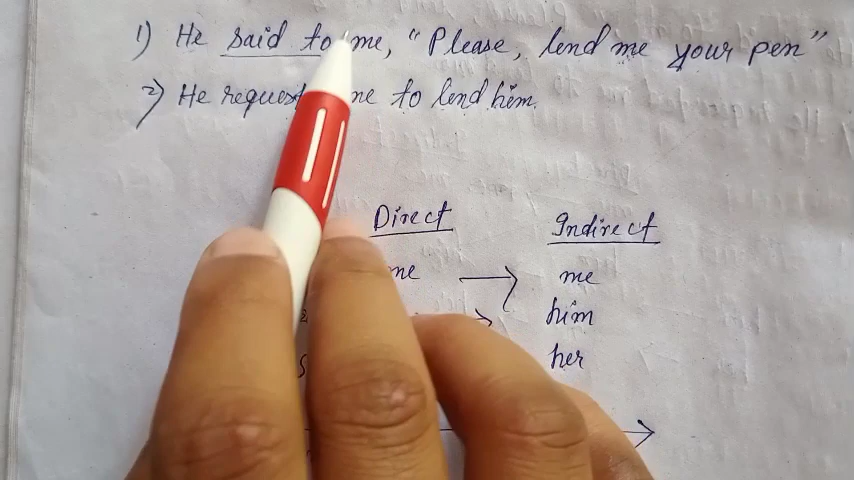 1) He said to me, "Please, lend me your pen"
2) He me to lend him.
Direct Indirect
me → me
him
her